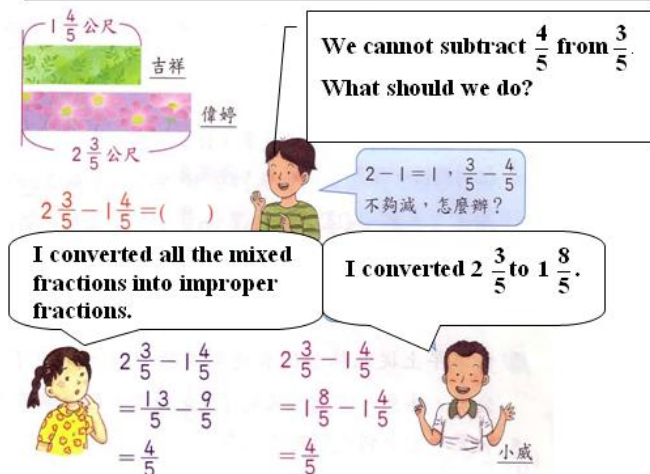 1 4/5 公尺
吉祥
偉婷
2 3/5 公尺
We cannot subtract 4/5 from 3/5.
What should we do?
2 3/5 − 1 4/5 = (  )
2 − 1 = 1，3/5 − 4/5
不夠減，怎麼辦？
I converted all the mixed
fractions into improper
fractions.
I converted 2 3/5 to 1 8/5.
2 3/5 − 1 4/5
= 13/5 − 9/5
= 4/5
2 3/5 − 1 4/5
= 1 8/5 − 1 4/5
= 4/5
小威